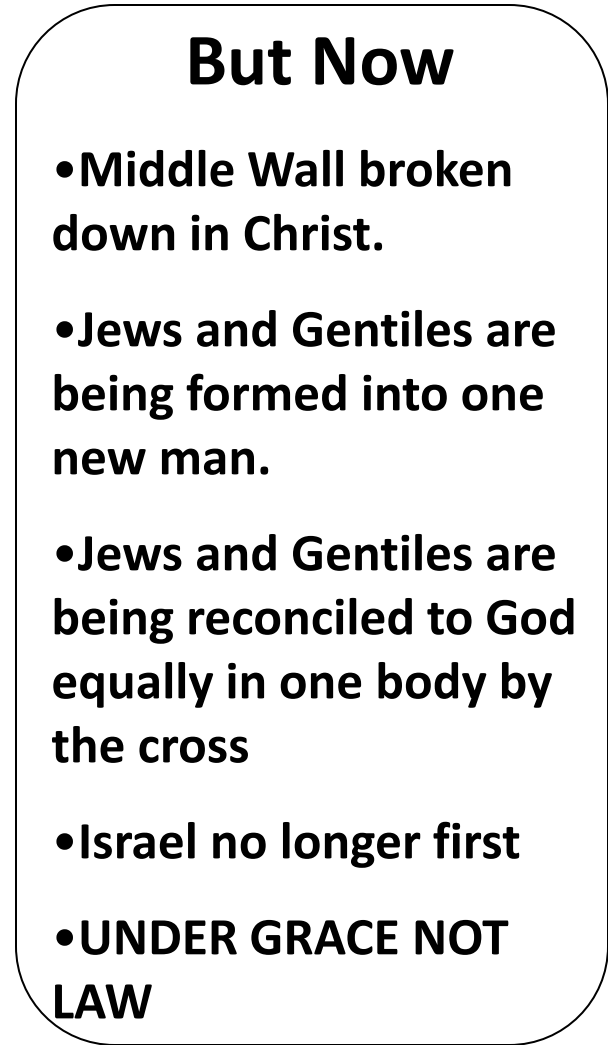 But Now
•Middle Wall broken
down in Christ.
•Jews and Gentiles are
being formed into one
new man.
•Jews and Gentiles are
being reconciled to God
equally in one body by
the cross
•Israel no longer first
•UNDER GRACE NOT
LAW